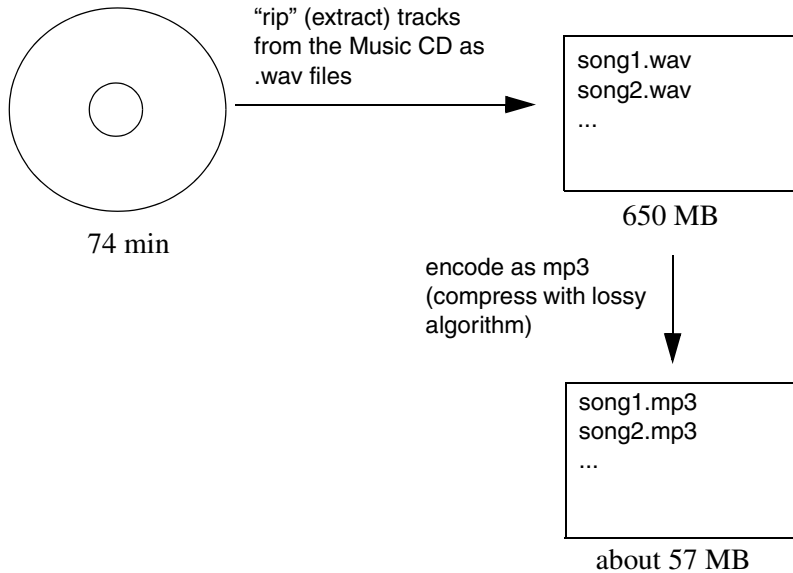 “rip” (extract) tracks
from the Music CD as
.wav files
song1.wav
song2.wav
...
74 min
650 MB
encode as mp3
(compress with lossy
algorithm)
song1.mp3
song2.mp3
...
about 57 MB